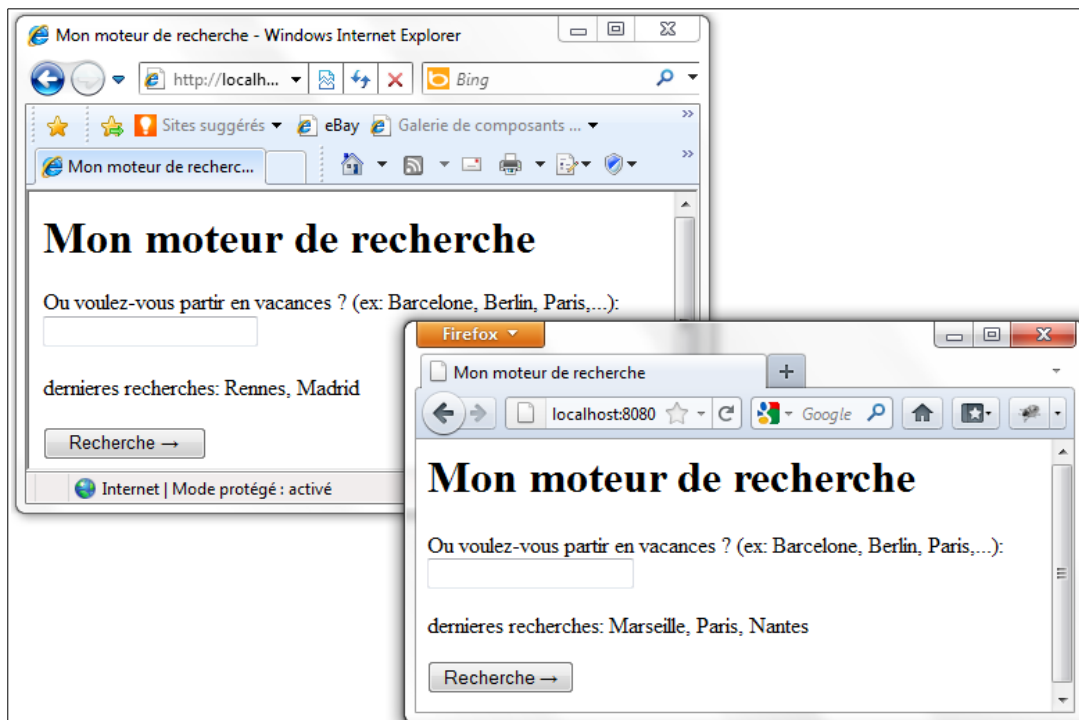 Mon moteur de recherche - Windows Internet Explorer
http://localh...
Bing
Sites suggérés
eBay
Galerie de composants ...
Mon moteur de recherc...
Mon moteur de recherche
Ou voulez-vous partir en vacances ? (ex: Barcelone, Berlin, Paris,...):
dernieres recherches: Rennes, Madrid
Recherche →
Internet | Mode protégé : activé
Firefox
Mon moteur de recherche
localhost:8080
Google
Mon moteur de recherche
Ou voulez-vous partir en vacances ? (ex: Barcelone, Berlin, Paris,...):
dernieres recherches: Marseille, Paris, Nantes
Recherche →